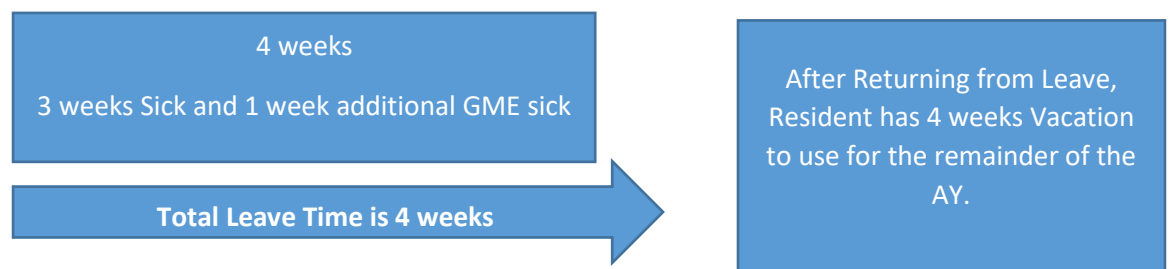 4 weeks
3 weeks Sick and 1 week additional GME sick
Total Leave Time is 4 weeks
After Returning from Leave,
Resident has 4 weeks Vacation
to use for the remainder of the
AY.